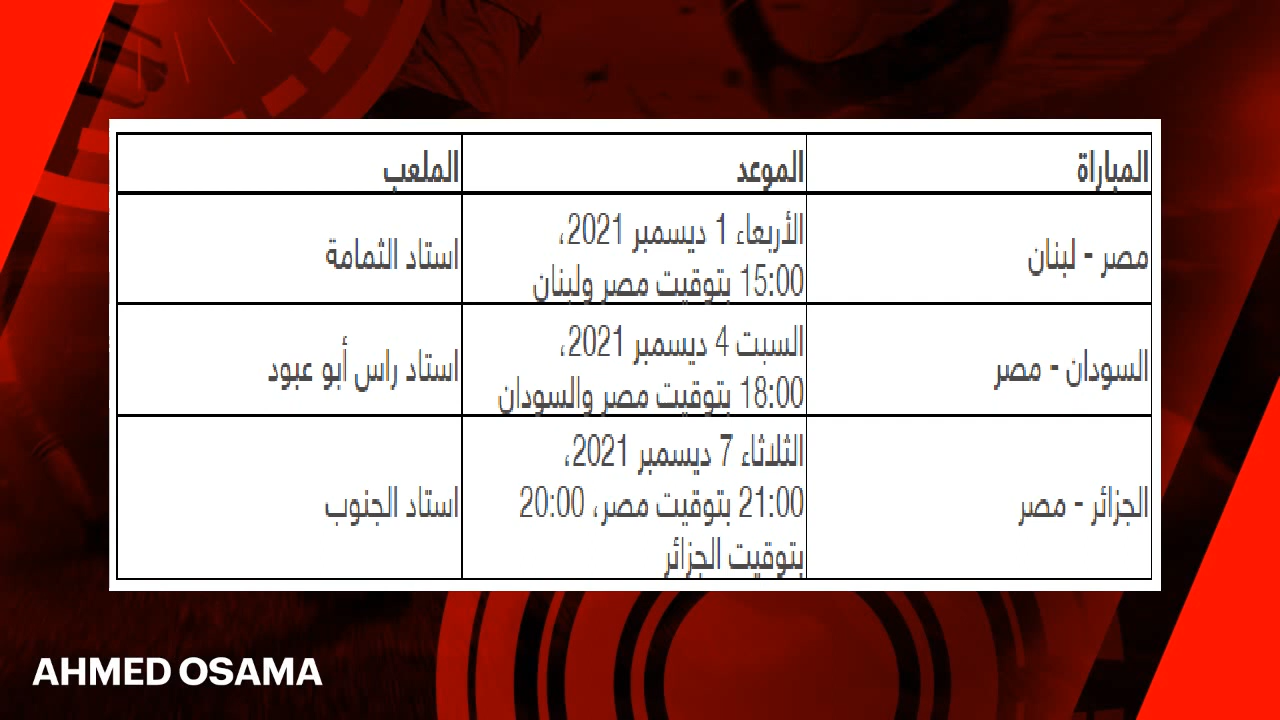 المباراة الموعد الملعب
مصر - لبنان
الأربعاء 1 ديسمبر 2021،
15:00 بتوقيت مصر ولبنان
استاد الثمامة
السودان - مصر
السبت 4 ديسمبر 2021،
18:00 بتوقيت مصر والسودان
استاد راس أبو عبود
الجزائر - مصر
الثلاثاء 7 ديسمبر 2021،
21:00 بتوقيت مصر، 20:00
بتوقيت الجزائر
استاد الجنوب
AHMED OSAMA